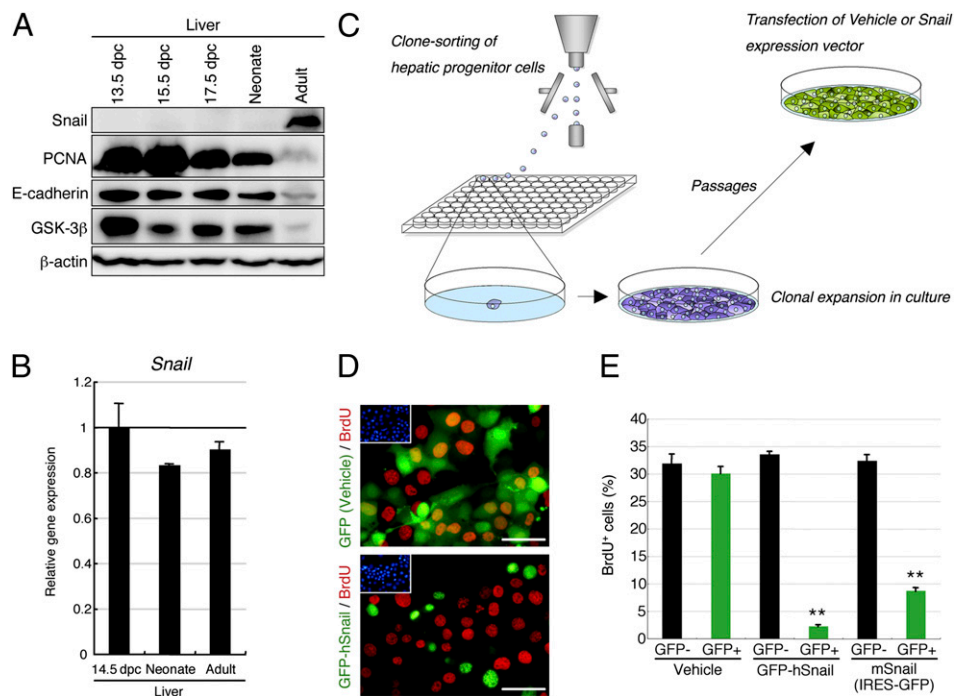 A
Liver
13.5 dpc
15.5 dpc
17.5 dpc
Neonate
Adult
Snail
PCNA
E-cadherin
GSK-3β
β-actin
B
Snail
Relative gene expression
1.2
1
0.8
0.6
0.4
0.2
0
14.5 dpc Neonate Adult
Liver
C
Clone-sorting of
hepatic progenitor cells
Transfection of Vehicle or Snail
expression vector
Passages
Clonal expansion in culture
D
GFP (Vehicle) / BrdU
GFP-hSnail / BrdU
E
BrdU+ cells (%)
40
35
30
25
20
15
10
5
0
**
**
GFP- GFP+ GFP- GFP+ GFP- GFP+
Vehicle GFP-hSnail mSnail
(IRES-GFP)